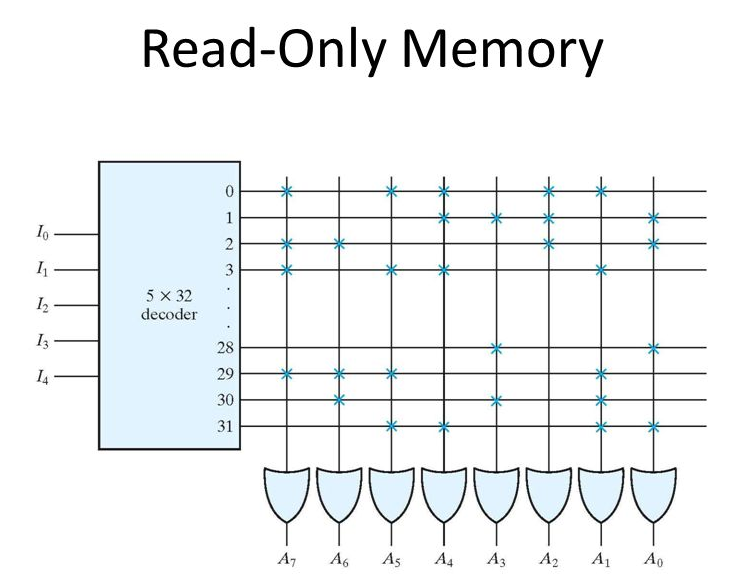 Read-Only Memory
0
1
I₀
2
I₁
3
5 × 32
I₂
.
.
.
decoder
I₃
28
I₄
29
30
31
A₇ A₆ A₅ A₄ A₃ A₂ A₁ A₀